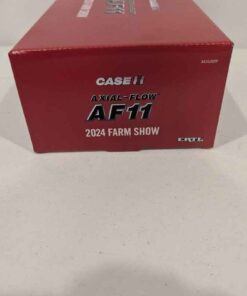 CASE IH
AXIAL-FLOW
AF11
2024 FARM SHOW
ERTL